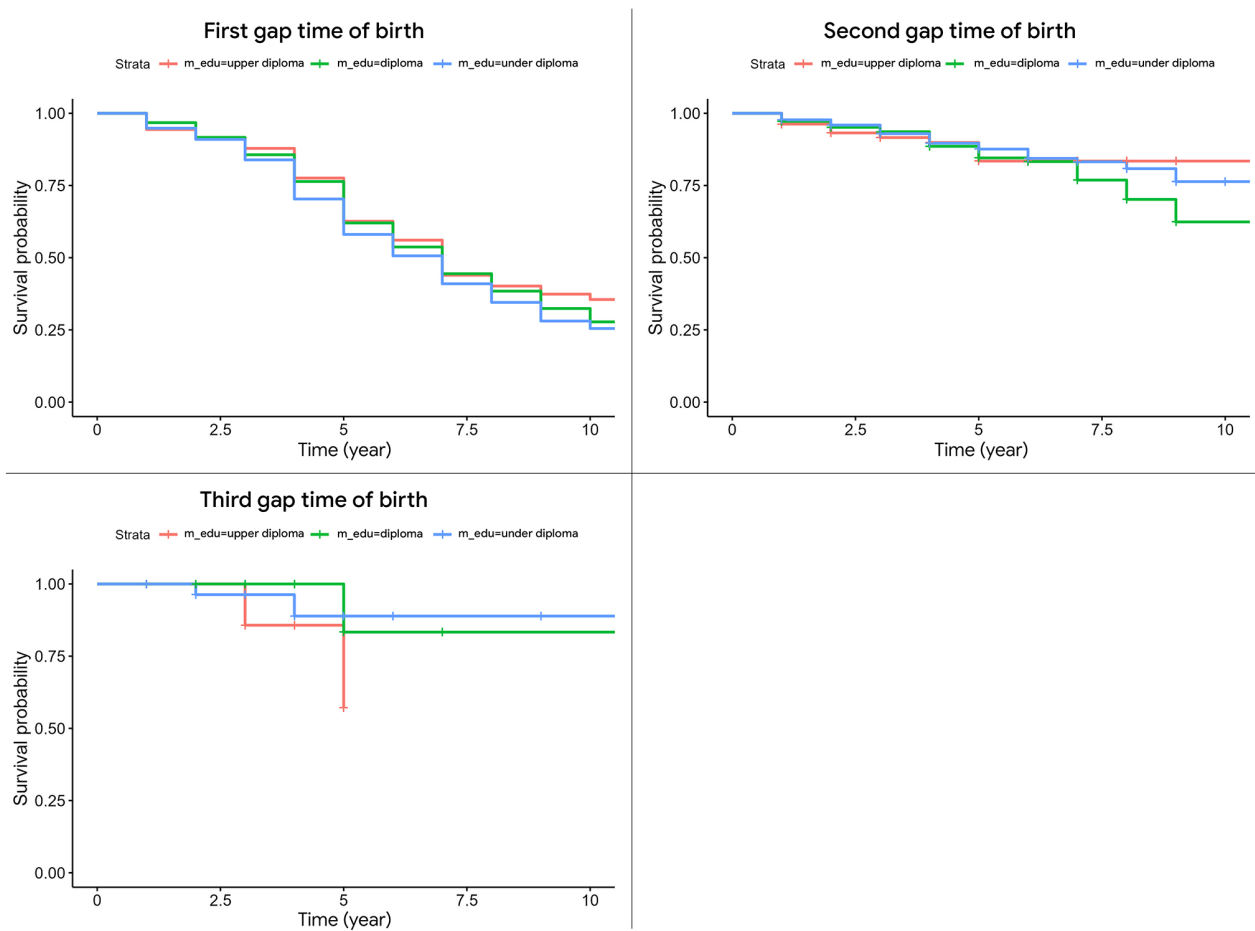 First gap time of birth
Strata m_edu=upper diploma m_edu=diploma m_edu=under diploma
Survival probability
1.00
0.75
0.50
0.25
0.00
0 2.5 5 7.5 10
Time (year)
Second gap time of birth
Strata m_edu=upper diploma m_edu=diploma m_edu=under diploma
Survival probability
1.00
0.75
0.50
0.25
0.00
0 2.5 5 7.5 10
Time (year)
Third gap time of birth
Strata m_edu=upper diploma m_edu=diploma m_edu=under diploma
Survival probability
1.00
0.75
0.50
0.25
0.00
0 2.5 5 7.5 10
Time (year)